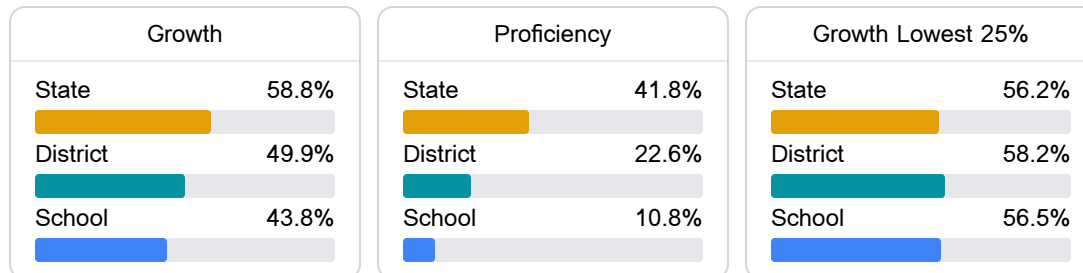 Growth
State 58.8%
District 49.9%
School 43.8%
Proficiency
State 41.8%
District 22.6%
School 10.8%
Growth Lowest 25%
State 56.2%
District 58.2%
School 56.5%